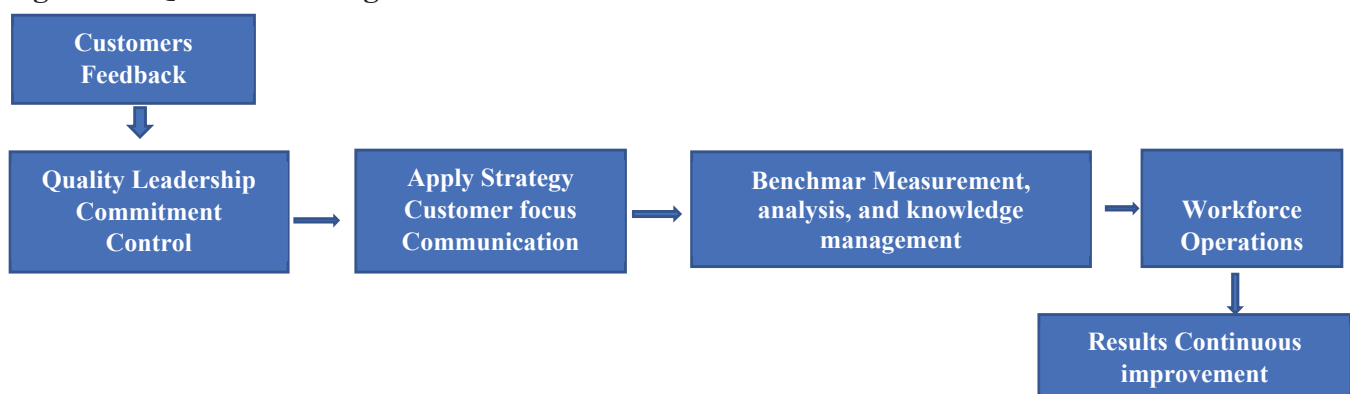 Customers
Feedback
Quality Leadership
Commitment
Control
Apply Strategy
Customer focus
Communication
Benchmar Measurement,
analysis, and knowledge
management
Workforce
Operations
Results Continuous
improvement